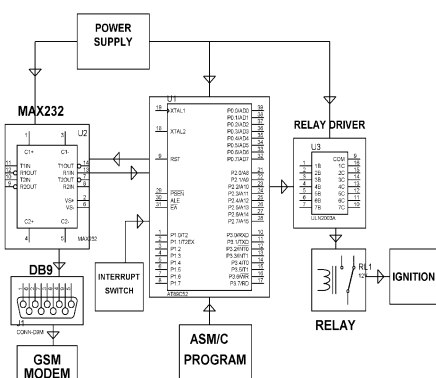 POWER
SUPPLY
MAX232
U2
C1+
C1-
T1IN
R1OUT
T2IN
R2OUT
T1OUT
R1IN
T2OUT
R2IN
VS+
VS-
C2+
C2-
MAX232
U1
XTAL1
XTAL2
RST
PSEN
ALE
EA
P1.0/T2
P1.1/T2EX
P1.2
P1.3
P1.4
P1.5
P1.6
P1.7
P0.0/AD0
P0.1/AD1
P0.2/AD2
P0.3/AD3
P0.4/AD4
P0.5/AD5
P0.6/AD6
P0.7/AD7
P2.0/A8
P2.1/A9
P2.2/A10
P2.3/A11
P2.4/A12
P2.5/A13
P2.6/A14
P2.7/A15
P3.0/RXD
P3.1/TXD
P3.2/INT0
P3.3/INT1
P3.4/T0
P3.5/T1
P3.6/WR
P3.7/RD
AT89C52
RELAY DRIVER
U3
1B
2B
3B
4B
5B
6B
7B
COM
1C
2C
3C
4C
5C
6C
7C
ULN2003A
DB9
J1
CONN-D9M
INTERRUPT
SWITCH
RL1
12V
IGNITION
RELAY
ASM/C
PROGRAM
GSM
MODEM